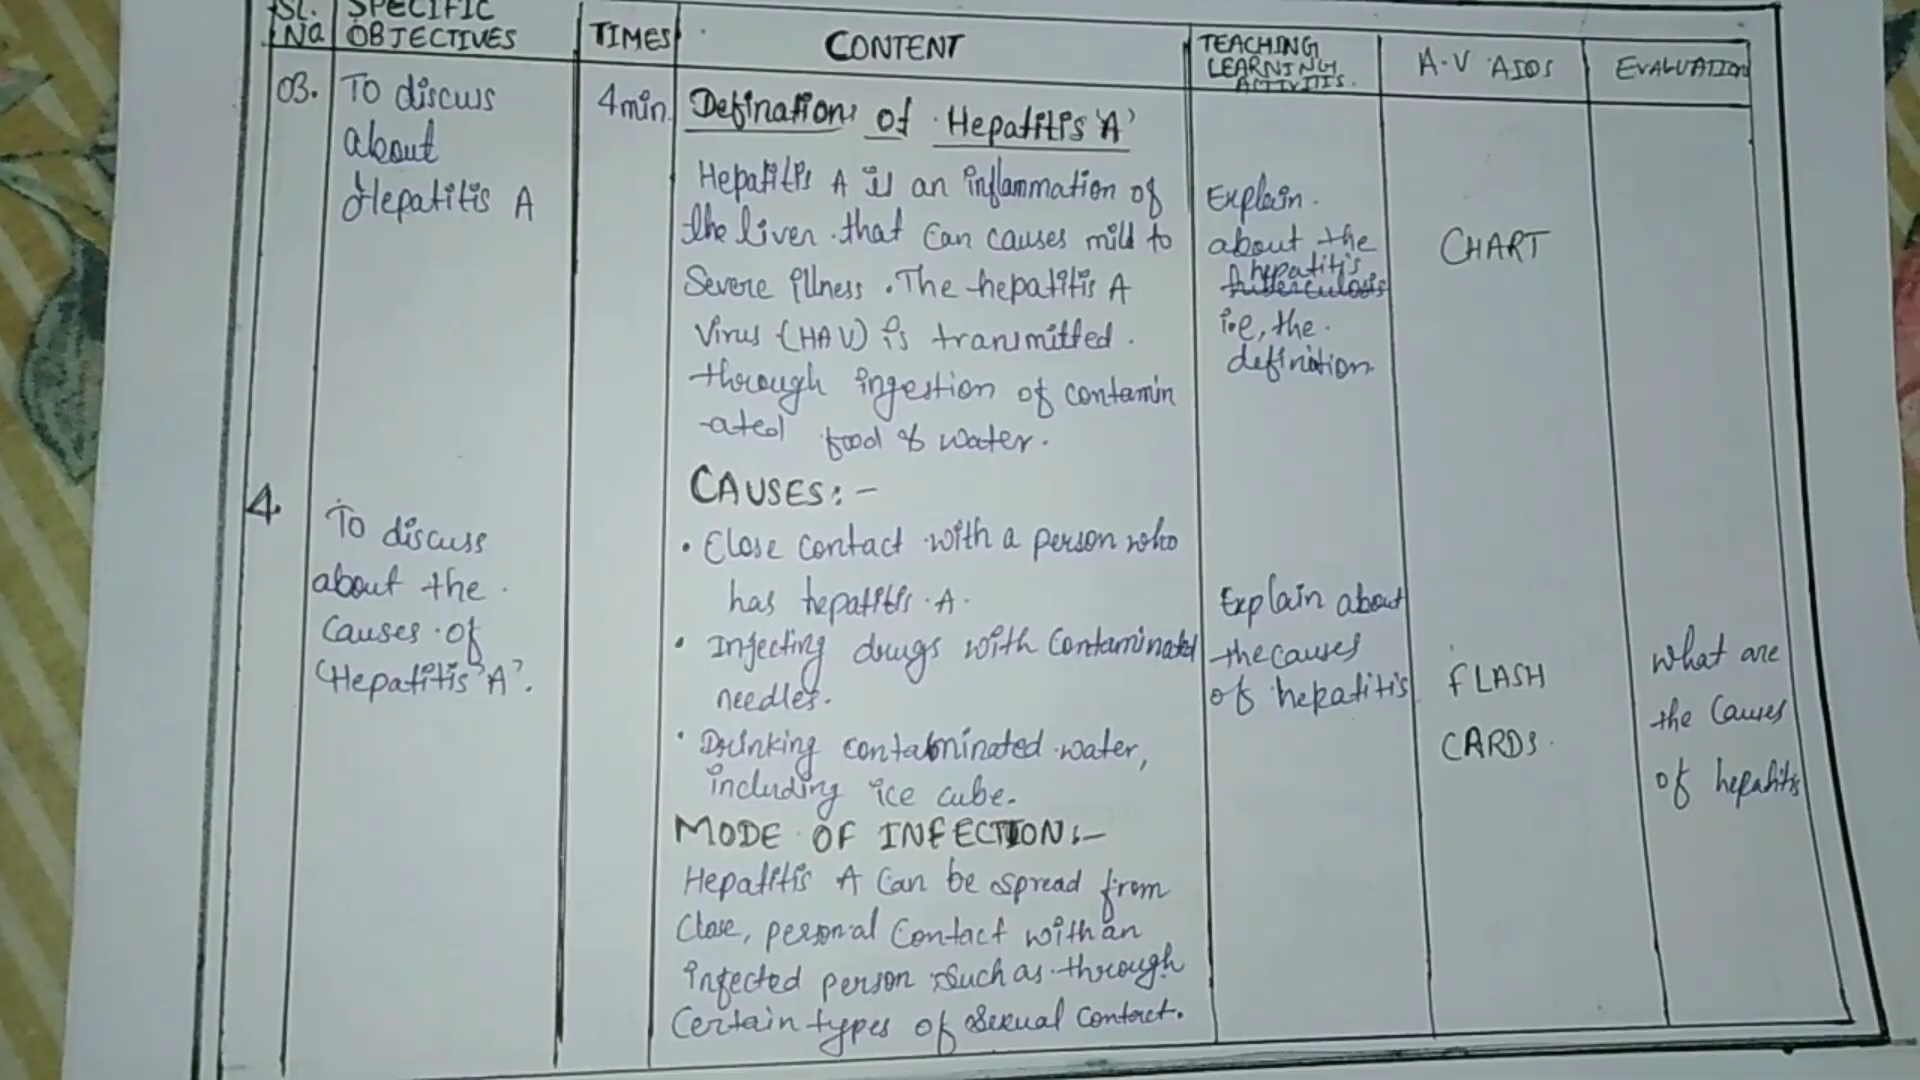 SL. NO.
SPECIFIC OBJECTIVES
TIMES
CONTENT
TEACHING LEARNING ACTIVITIES.
A.V AIDS
EVALUATION
03.
To discuss
about
Hepatitis A
4min.
Defination of Hepatitis 'A'
Hepatitis A is an inflammation of
the liver that can causes mild to
Severe illness. The hepatitis A
Virus (HAV) is transmitted
through ingestion of contamin
-ated food & water.
Explain
about the
hepatitis
tuberculosis
i.e, the
defination
CHART
4.
To discuss
about the
causes of
'Hepatitis 'A'.
CAUSES:-
• Close contact with a person who
has hepatitis A.
• Injecting drugs with contaminated
needles.
• Drinking contabminated water,
including ice cube.
MODE OF INFECTION:-
Hepatitis A can be spread from
Close, personal Contact with an
infected person such as through
Certain types of sexual contact.
Explain about
the causes
of hepatitis
FLASH
CARDS.
What are
the Causes
of hepatitis